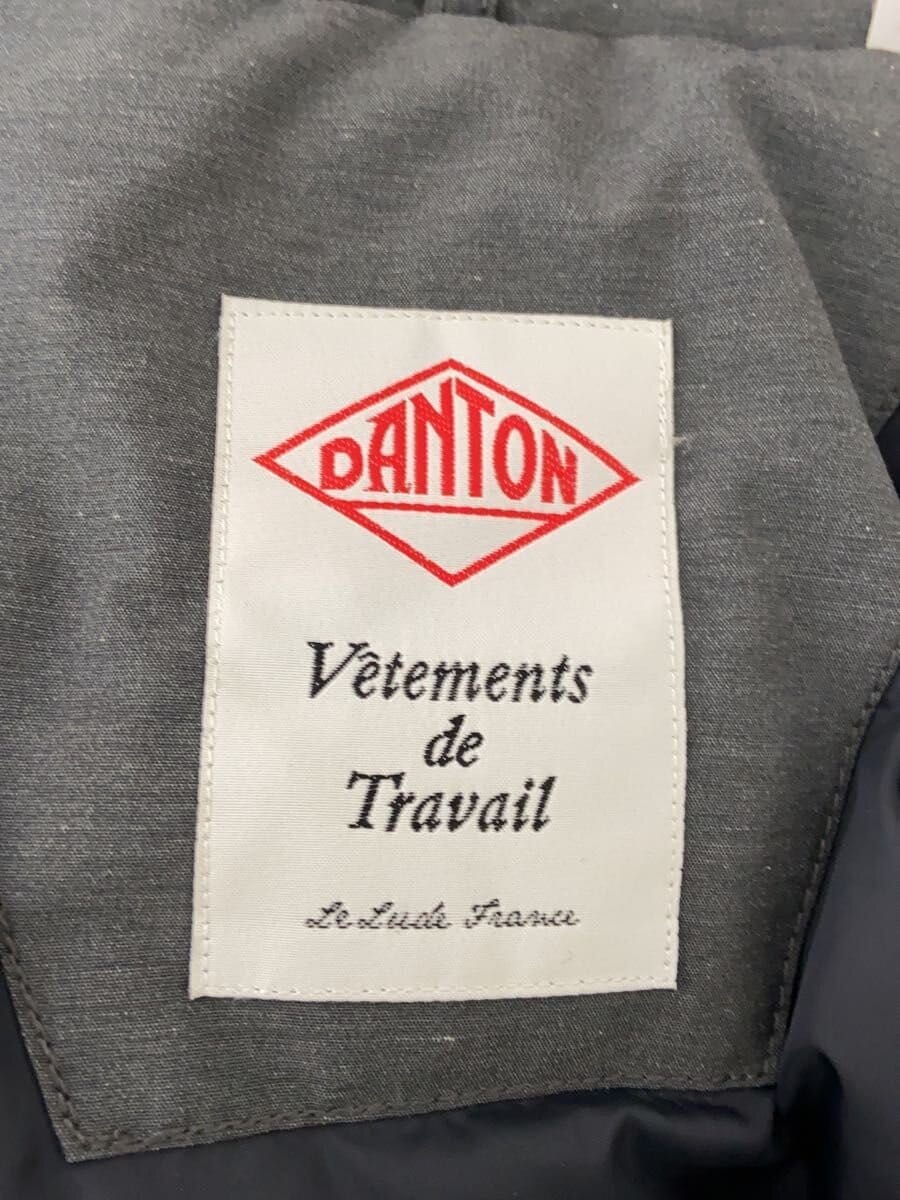 DANTON
Vêtements
de
Travail
Le Lude France